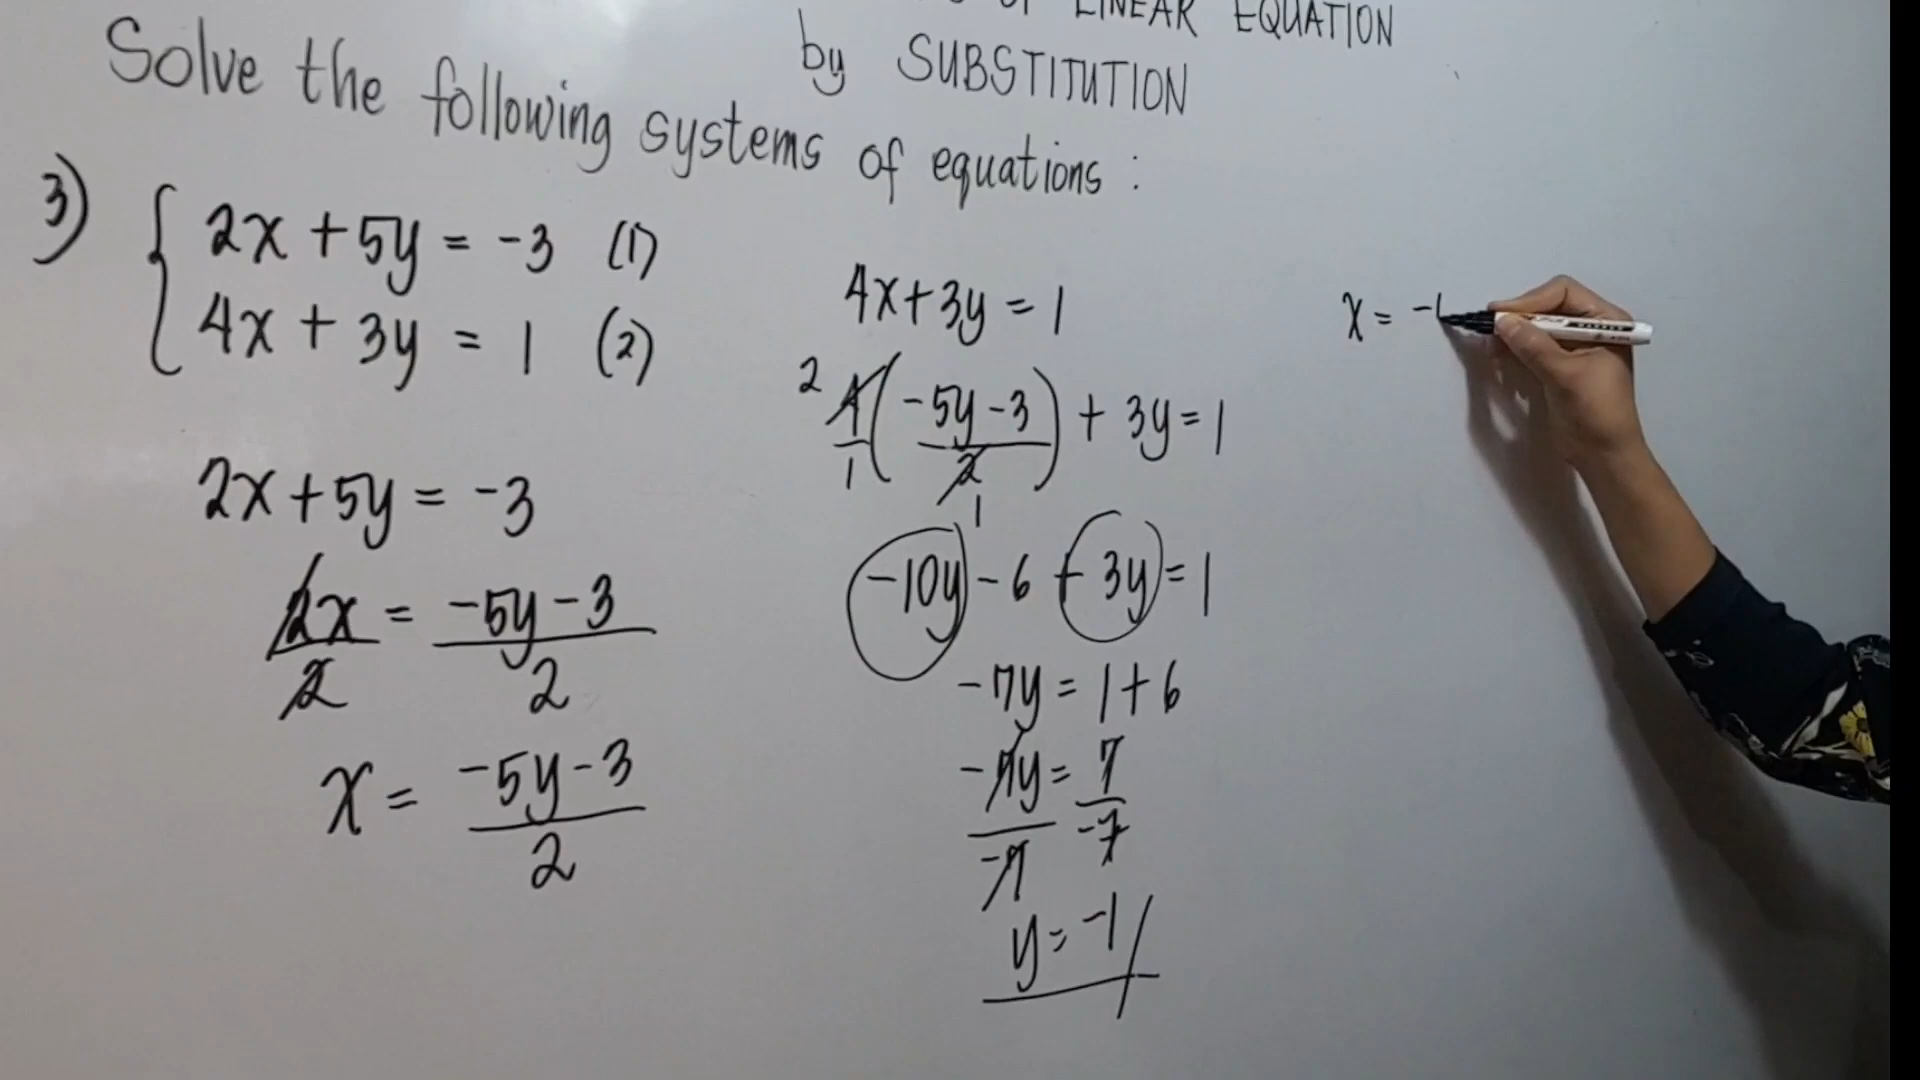 OF LINEAR EQUATION
by SUBSTITUTION
Solve the following systems of equations :
3)
2x + 5y = -3 (1)
4x + 3y = 1 (2)
2x + 5y = -3
2x/2 = (-5y - 3)/2
x = (-5y - 3)/2
4x + 3y = 1
2 4/1 ((-5y - 3)/2) + 3y = 1
1
-10y - 6 + 3y = 1
-7y = 1 + 6
-7y/-7 = 7/-7
y = -1
x = -